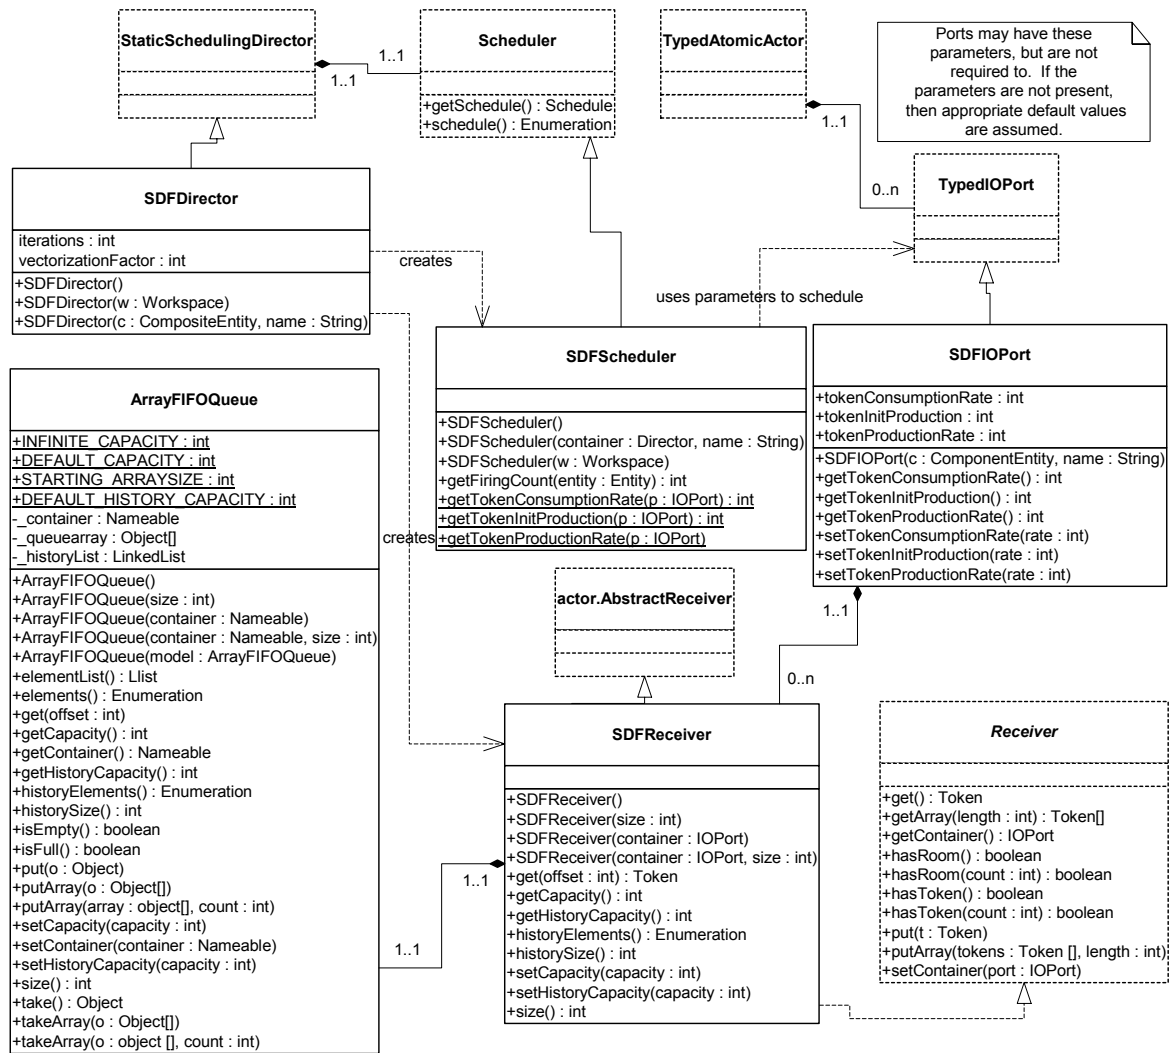 StaticSchedulingDirector
1..1
1..1
Scheduler
+getSchedule() : Schedule
+schedule() : Enumeration
TypedAtomicActor
1..1
0..n
Ports may have these
parameters, but are not
required to. If the
parameters are not present,
then appropriate default values
are assumed.
TypedIOPort
SDFDirector
iterations : int
vectorizationFactor : int
+SDFDirector()
+SDFDirector(w : Workspace)
+SDFDirector(c : CompositeEntity, name : String)
creates
uses parameters to schedule
SDFScheduler
+SDFScheduler()
+SDFScheduler(container : Director, name : String)
+SDFScheduler(w : Workspace)
+getFiringCount(entity : Entity) : int
+getTokenConsumptionRate(p : IOPort) : int
+getTokenInitProduction(p : IOPort) : int
+getTokenProductionRate(p : IOPort)
SDFIOPort
+tokenConsumptionRate : int
+tokenInitProduction : int
+tokenProductionRate : int
+SDFIOPort(c : ComponentEntity, name : String)
+getTokenConsumptionRate() : int
+getTokenInitProduction() : int
+getTokenProductionRate() : int
+setTokenConsumptionRate(rate : int)
+setTokenInitProduction(rate : int)
+setTokenProductionRate(rate : int)
1..1
0..n
ArrayFIFOQueue
+INFINITE_CAPACITY : int
+DEFAULT_CAPACITY : int
+STARTING_ARRAYSIZE : int
+DEFAULT_HISTORY_CAPACITY : int
-_container : Nameable
-_queuearray : Object[]
-_historyList : LinkedList
+ArrayFIFOQueue()
+ArrayFIFOQueue(size : int)
+ArrayFIFOQueue(container : Nameable)
+ArrayFIFOQueue(container : Nameable, size : int)
+ArrayFIFOQueue(model : ArrayFIFOQueue)
+elementList() : Llist
+elements() : Enumeration
+get(offset : int)
+getCapacity() : int
+getContainer() : Nameable
+getHistoryCapacity() : int
+historyElements() : Enumeration
+historySize() : int
+isEmpty() : boolean
+isFull() : boolean
+put(o : Object)
+putArray(o : Object[])
+putArray(array : object[], count : int)
+setCapacity(capacity : int)
+setContainer(container : Nameable)
+setHistoryCapacity(capacity : int)
+size() : int
+take() : Object
+takeArray(o : Object[])
+takeArray(o : object [], count : int)
creates
actor.AbstractReceiver
SDFReceiver
+SDFReceiver()
+SDFReceiver(size : int)
+SDFReceiver(container : IOPort)
+SDFReceiver(container : IOPort, size : int)
+get(offset : int) : Token
+getCapacity() : int
+getHistoryCapacity() : int
+historyElements() : Enumeration
+historySize() : int
+setCapacity(capacity : int)
+setHistoryCapacity(capacity : int)
+size() : int
1..1
1..1
Receiver
+get() : Token
+getArray(length : int) : Token[]
+getContainer() : IOPort
+hasRoom() : boolean
+hasRoom(count : int) : boolean
+hasToken() : boolean
+hasToken(count : int) : boolean
+put(t : Token)
+putArray(tokens : Token [], length : int)
+setContainer(port : IOPort)